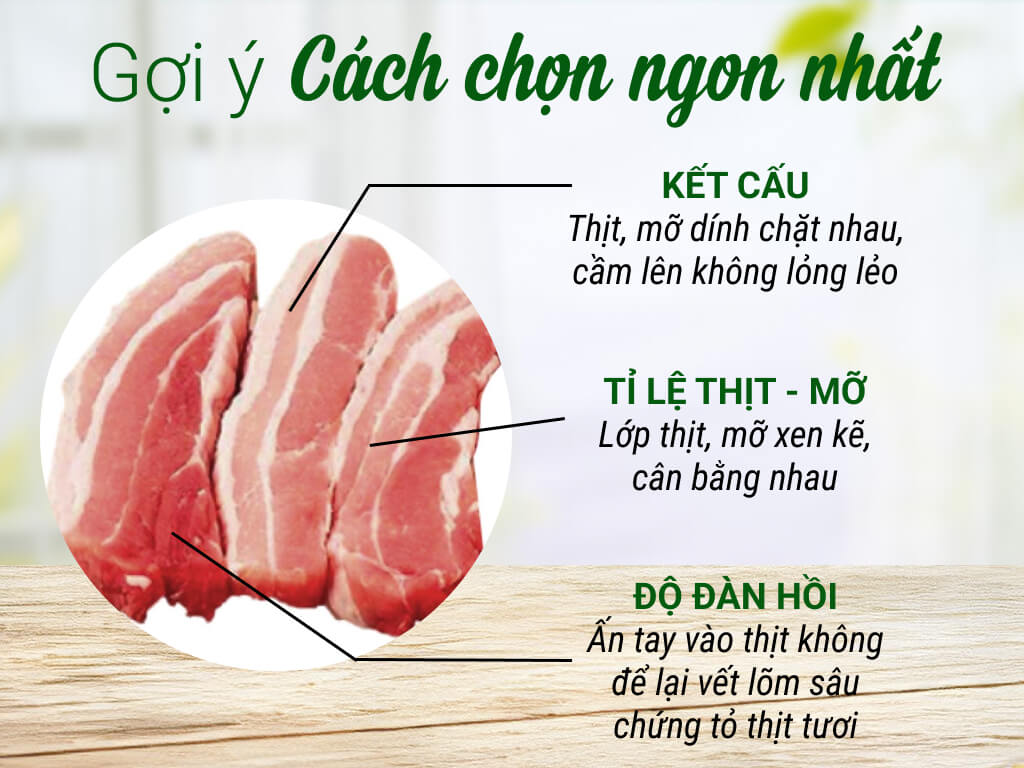 Gợi ý Cách chọn ngon nhất
KẾT CẤU
Thịt, mỡ dính chặt nhau,
cầm lên không lỏng lẻo
TỈ LỆ THỊT - MỠ
Lớp thịt, mỡ xen kẽ,
cân bằng nhau
ĐỘ ĐÀN HỒI
Ấn tay vào thịt không
để lại vết lõm sâu
chứng tỏ thịt tươi